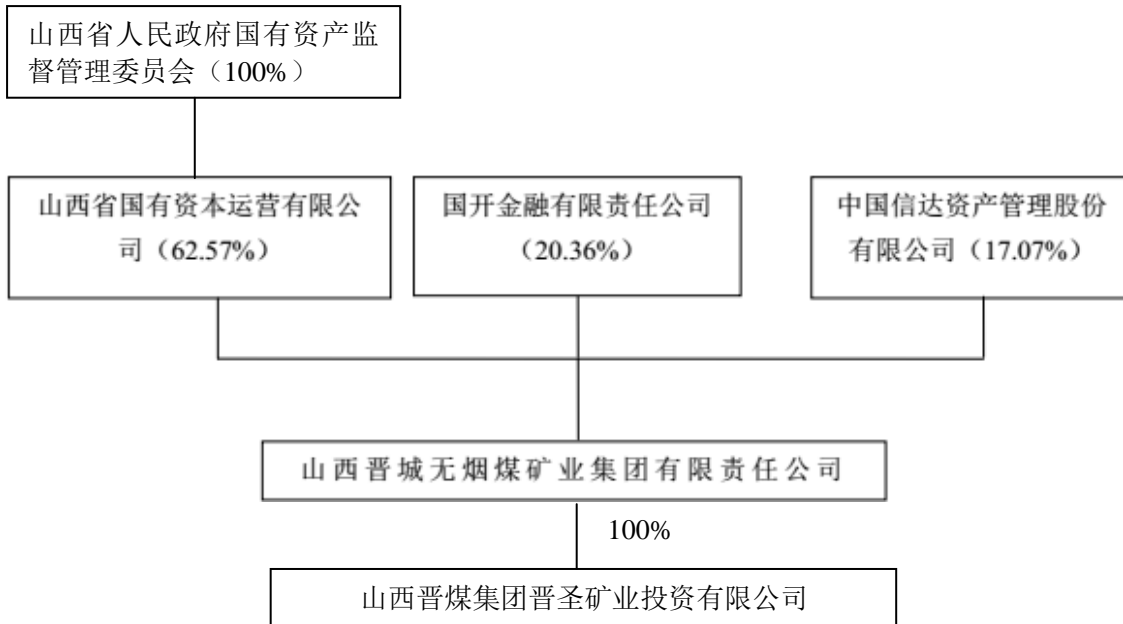 山西省人民政府国有资产监
督管理委员会（100%）
山西省国有资本运营有限公
司（62.57%）
国开金融有限责任公司
（20.36%）
中国信达资产管理股份
有限公司（17.07%）
山西晋城无烟煤矿业集团有限责任公司
100%
山西晋煤集团晋圣矿业投资有限公司